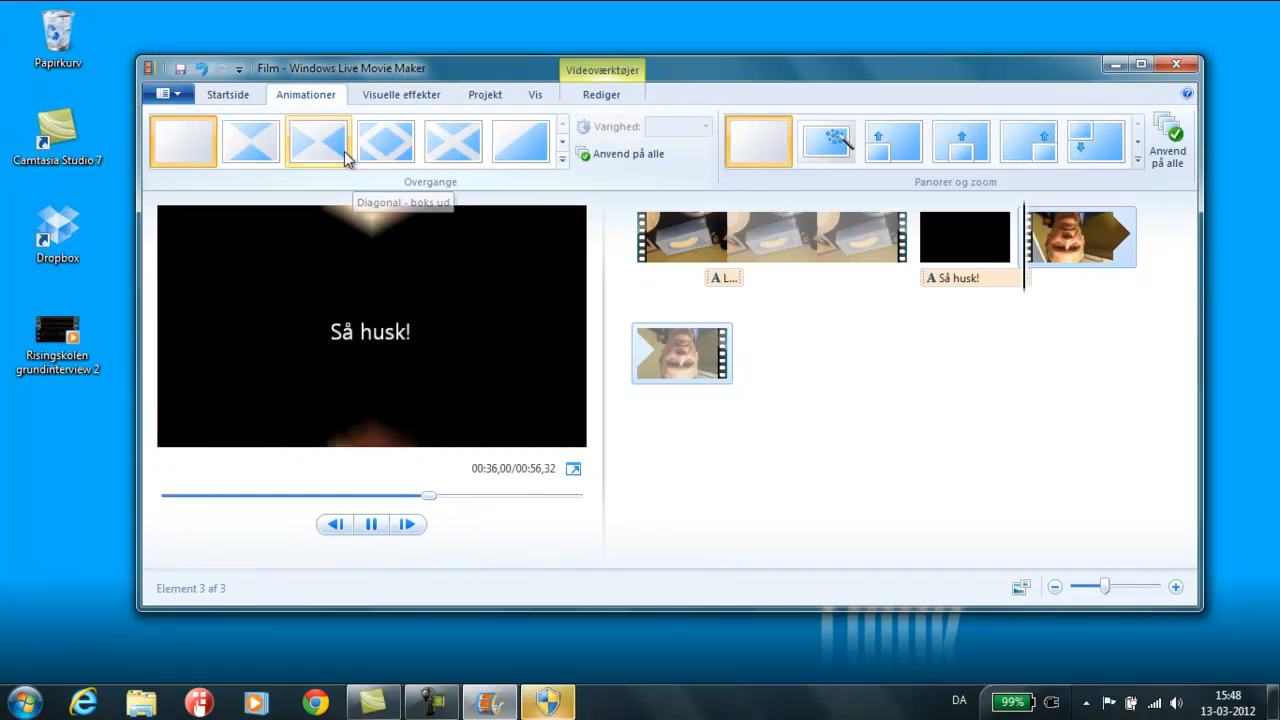 Papirkurv
Camtasia Studio 7
Dropbox
Risingskolen
grundinterview 2
Film - Windows Live Movie Maker
Videoværktøjer
Startside
Animationer
Visuelle effekter
Projekt
Vis
Rediger
Varighed:
Anvend på alle
Overgange
Anvend
på alle
Panorer og zoom
Diagonal - boks ud
Så husk!
00:36,00/00:56,32
A L...
A Så husk!
Element 3 af 3
DA
99%
15:48
13-03-2012